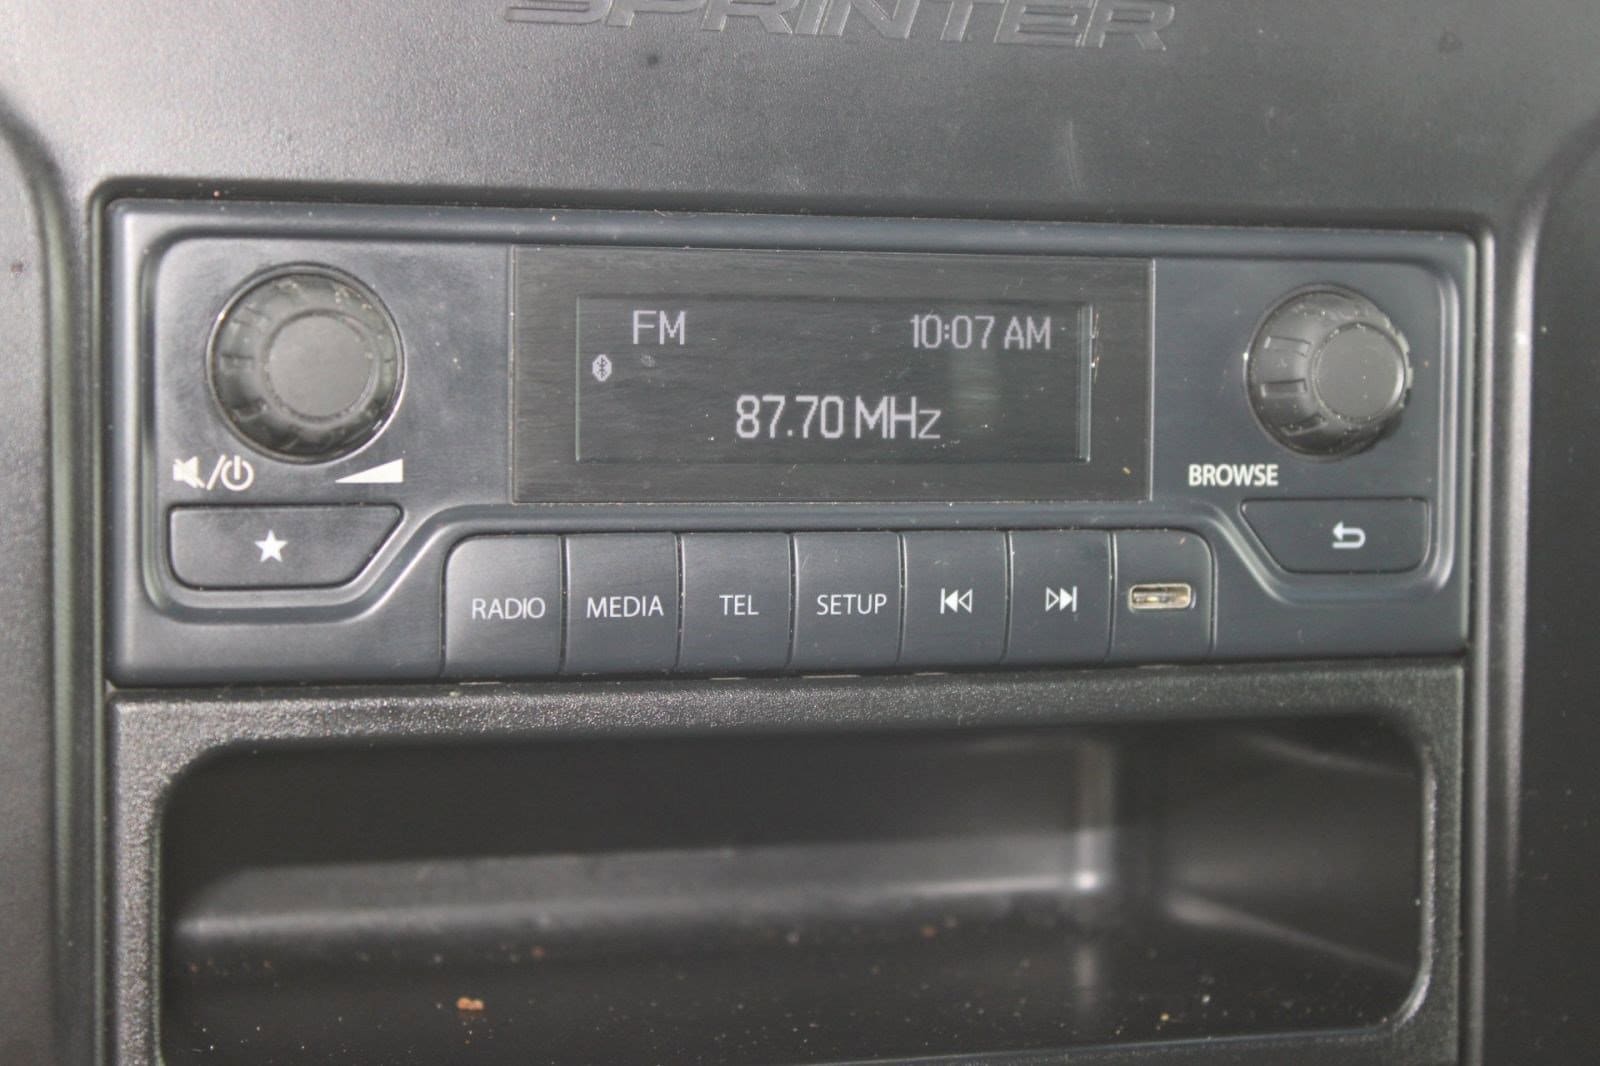 SPRINTER
FM
10:07 AM
87.70 MHz
BROWSE
RADIO
MEDIA
TEL
SETUP